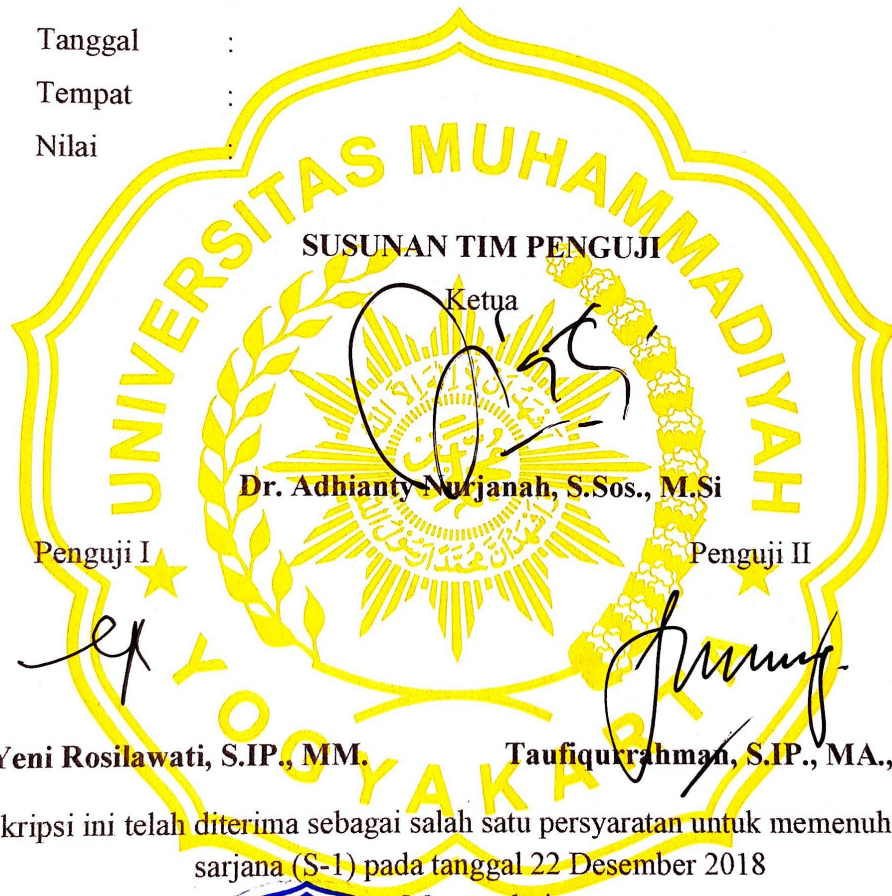 Tanggal :
Tempat :
Nilai :
UNIVERSITAS MUHAMMADIYAH
YOGYAKARTA
SUSUNAN TIM PENGUJI
Ketua
Dr. Adhianty Nurjanah, S.Sos., M.Si
Penguji I Penguji II
Yeni Rosilawati, S.IP., MM. Taufiqurrahman, S.IP., MA.,
kripsi ini telah diterima sebagai salah satu persyaratan untuk memenuh
sarjana (S-1) pada tanggal 22 Desember 2018